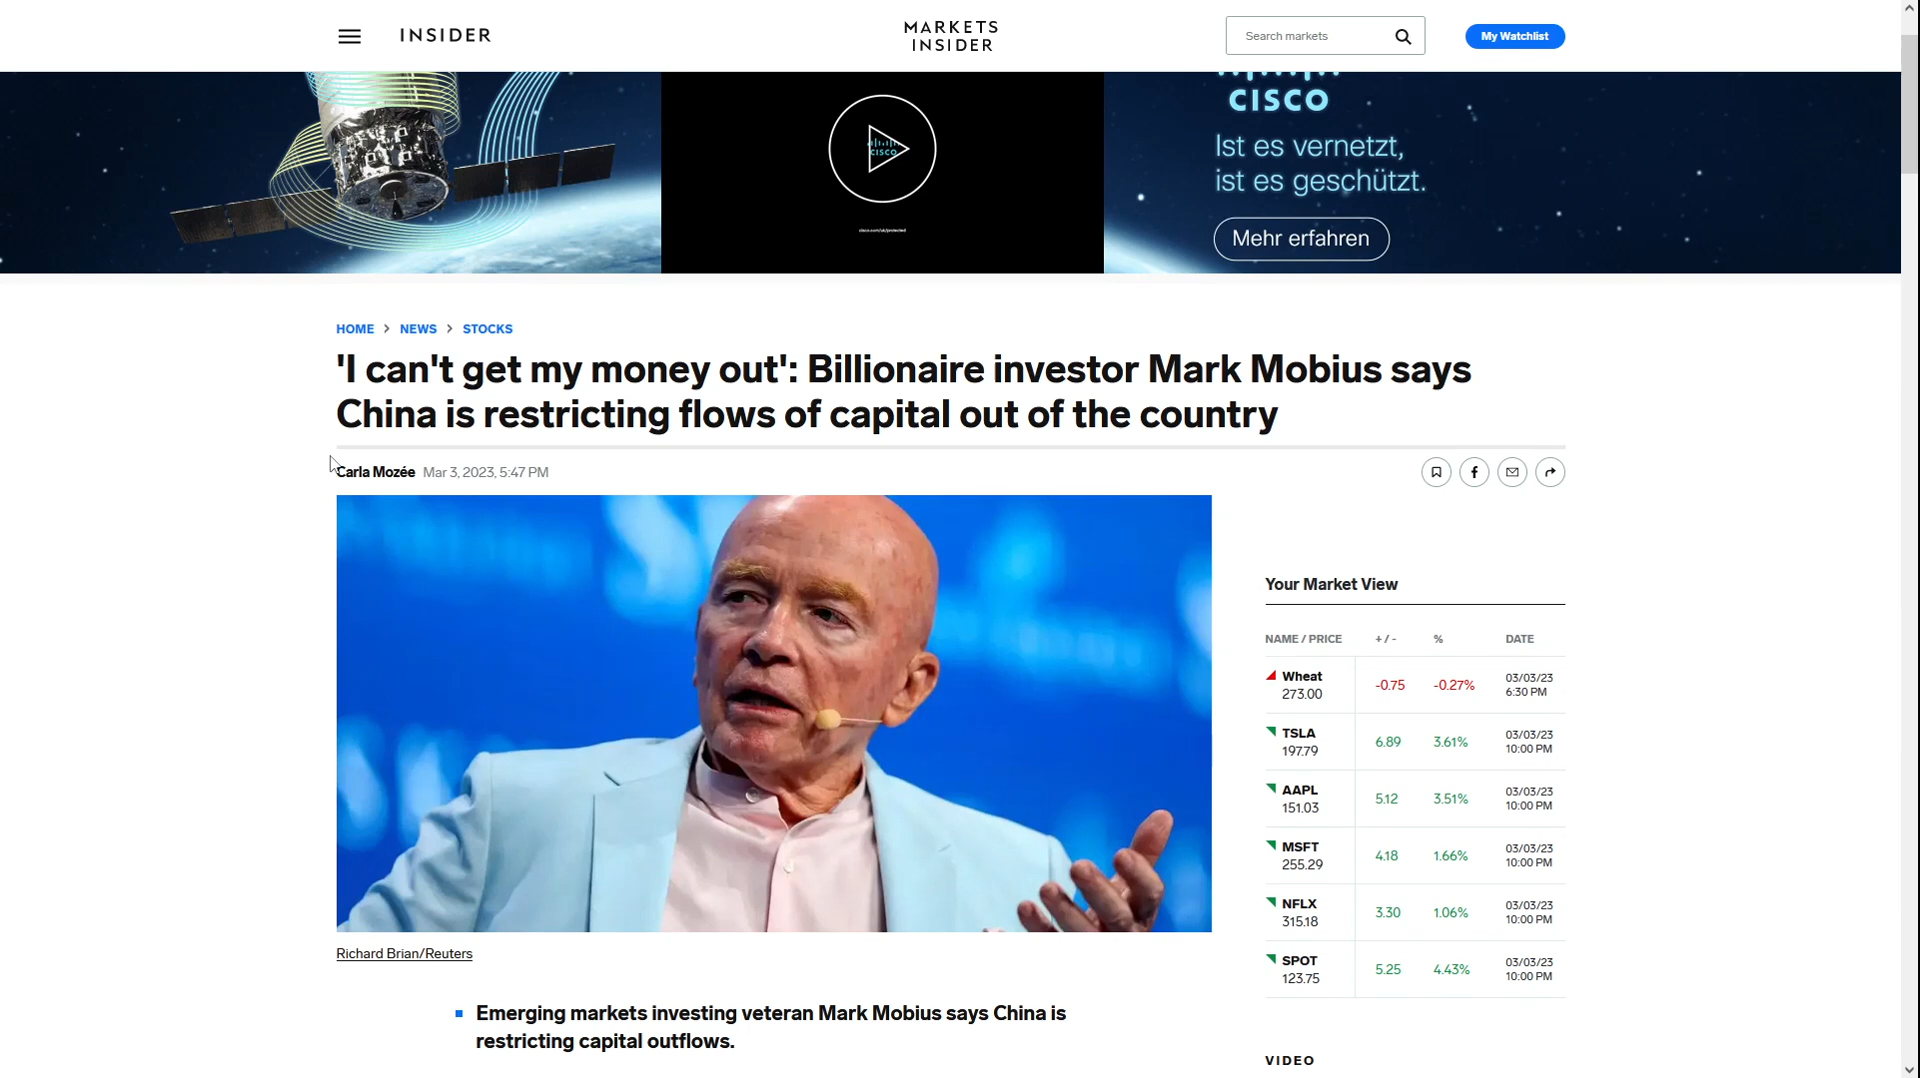 INSIDER
MARKETS
INSIDER
Search markets
My Watchlist
CISCO
cisco
Ist es vernetzt,
ist es geschützt.
Mehr erfahren
HOME > NEWS > STOCKS
'I can't get my money out': Billionaire investor Mark Mobius says
China is restricting flows of capital out of the country
Carla Mozée Mar 3, 2023, 5:47 PM
Richard Brian/Reuters
Emerging markets investing veteran Mark Mobius says China is
restricting capital outflows.
Your Market View
NAME / PRICE + / - % DATE
Wheat
273.00 -0.75 -0.27% 03/03/23
6:30 PM
TSLA
197.79 6.89 3.61% 03/03/23
10:00 PM
AAPL
151.03 5.12 3.51% 03/03/23
10:00 PM
MSFT
255.29 4.18 1.66% 03/03/23
10:00 PM
NFLX
315.18 3.30 1.06% 03/03/23
10:00 PM
SPOT
123.75 5.25 4.43% 03/03/23
10:00 PM
VIDEO